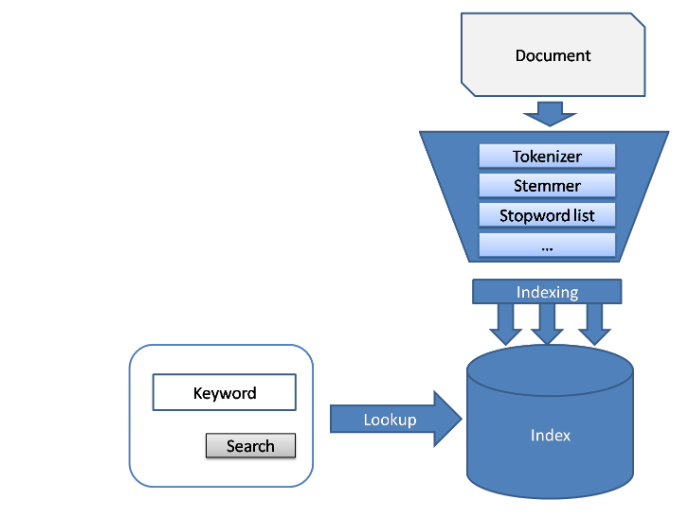 Document
Tokenizer
Stemmer
Stopword list
...
Indexing
Keyword
Search
Lookup
Index